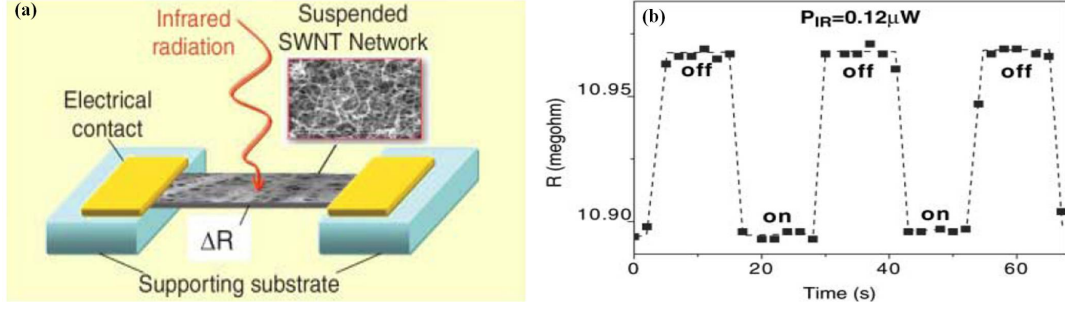 (a)
Infrared
radiation
Suspended
SWNT Network
Electrical
contact
ΔR
Supporting substrate
(b)
P_IR=0.12μW
off
off
off
10.95
R (megohm)
on
on
10.90
0
20
40
60
Time (s)